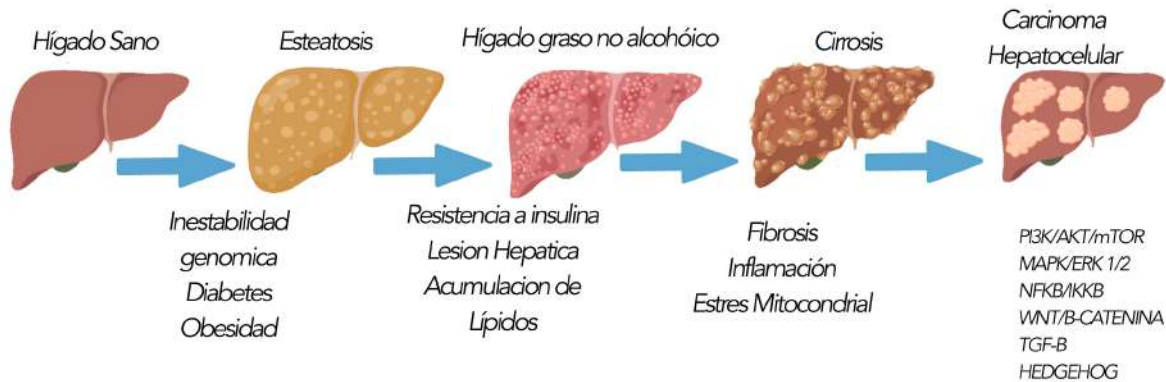 Hígado Sano
Esteatosis
Hígado graso no alcohóico
Cirrosis
Carcinoma
Hepatocelular
Inestabilidad
genomica
Diabetes
Obesidad
Resistencia a insulina
Lesion Hepatica
Acumulacion de
Lípidos
Fibrosis
Inflamación
Estres Mitocondrial
PI3K/AKT/mTOR
MAPK/ERK 1/2
NFKB/IKKB
WNT/B-CATENINA
TGF-B
HEDGEHOG